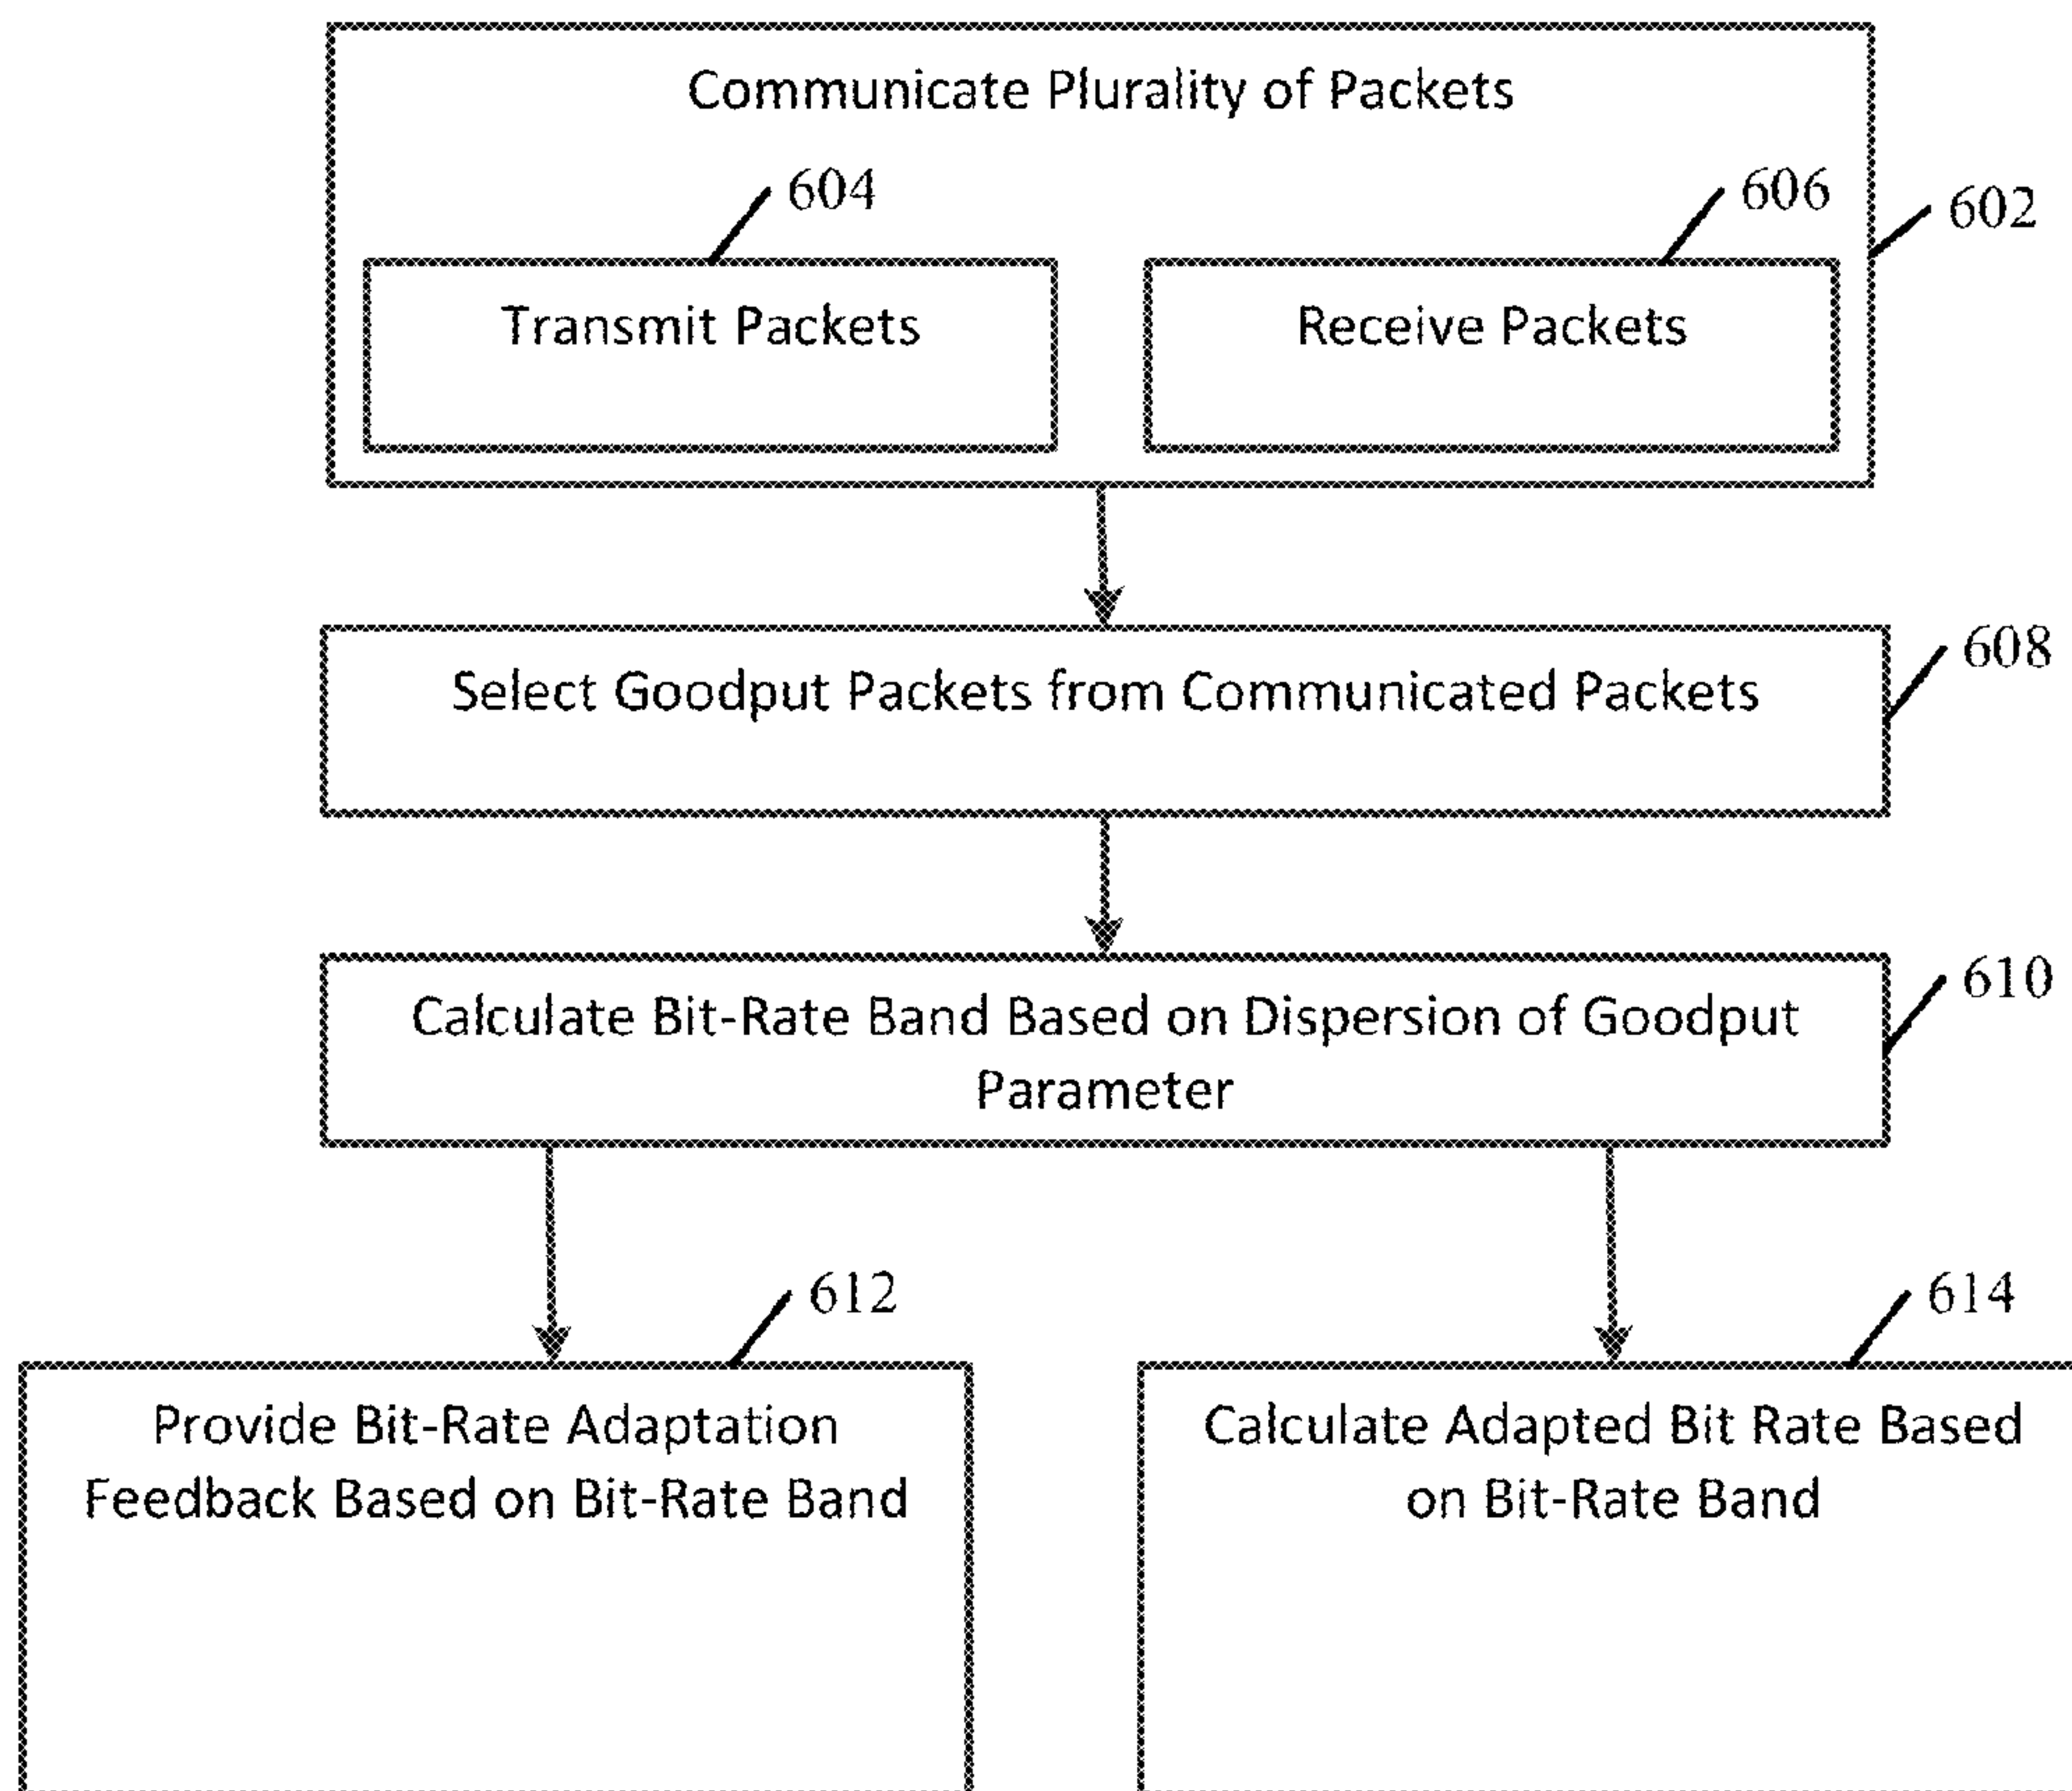 Communicate Plurality of Packets
604
606
602
Transmit Packets
Receive Packets
608
Select Goodput Packets from Communicated Packets
610
Calculate Bit-Rate Band Based on Dispersion of Goodput
Parameter
612
614
Provide Bit-Rate Adaptation
Feedback Based on Bit-Rate Band
Calculate Adapted Bit Rate Based
on Bit-Rate Band